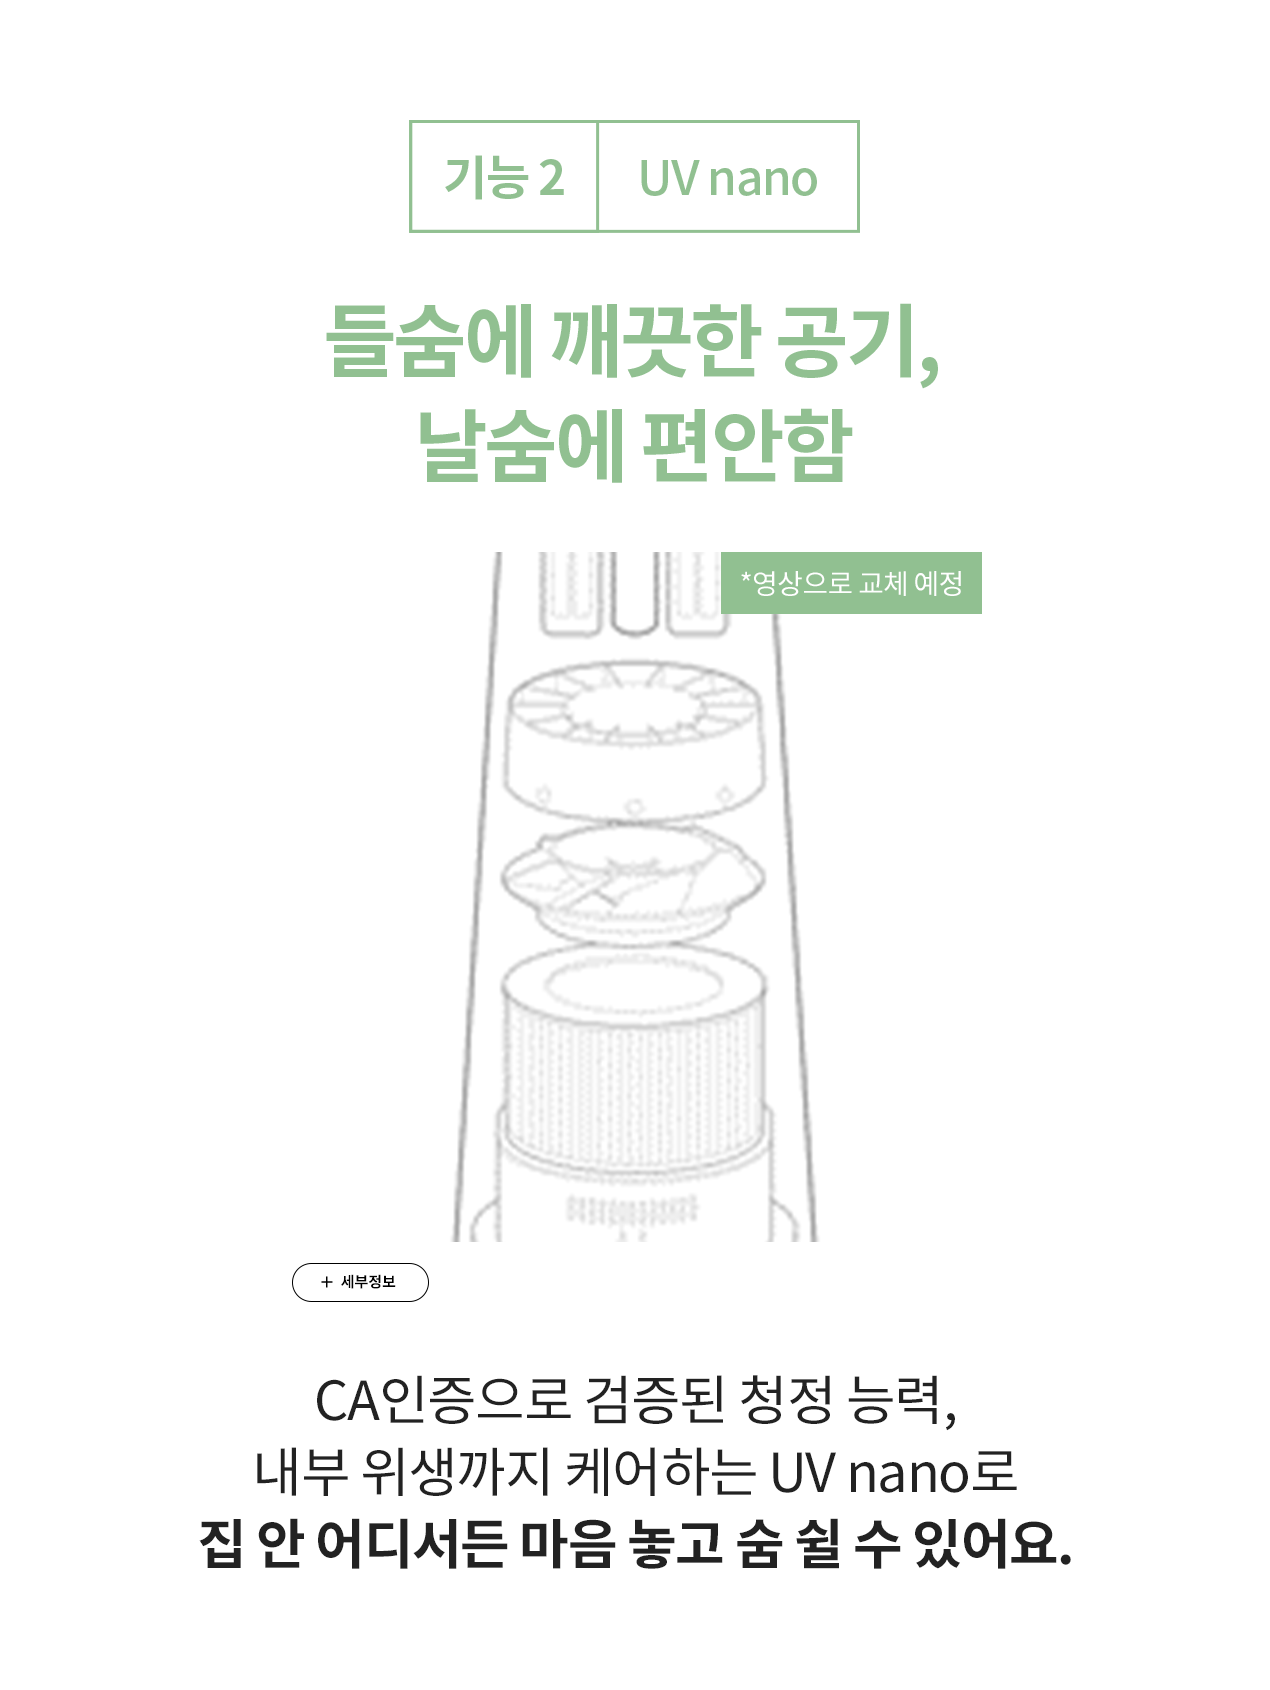 기능 2 UV nano
들숨에 깨끗한 공기,
날숨에 편안함
*영상으로 교체 예정
+ 세부정보
CA인증으로 검증된 청정 능력,
내부 위생까지 케어하는 UV nano로
집 안 어디서든 마음 놓고 숨 쉴 수 있어요.